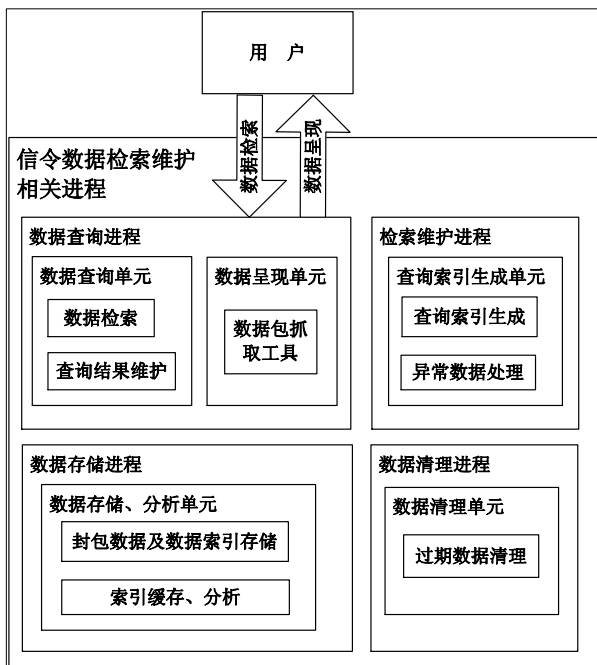 用 户
数据检索
数据呈现
信令数据检索维护
相关进程
数据查询进程
数据查询单元
数据检索
查询结果维护
数据呈现单元
数据包抓
取工具
检索维护进程
查询索引生成单元
查询索引生成
异常数据处理
数据存储进程
数据存储、分析单元
封包数据及数据索引存储
索引缓存、分析
数据清理进程
数据清理单元
过期数据清理